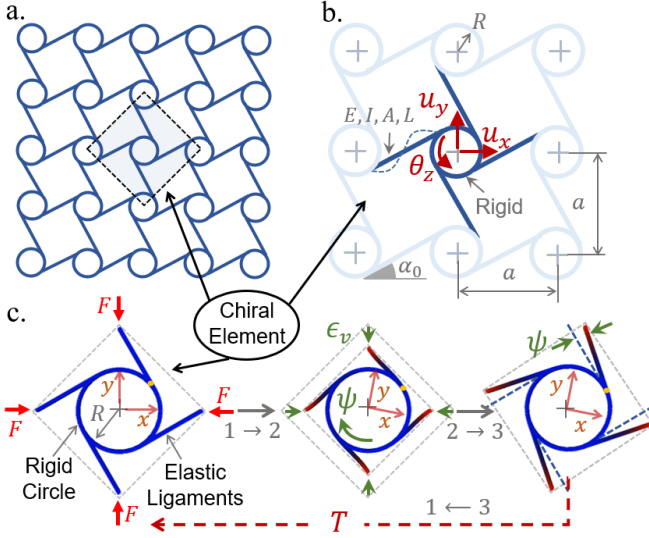 a.
b.
R
E, I, A, L
u_y
u_x
θ_z
Rigid
a
α_0
a
Chiral
Element
c.
F
ϵ_v
ψ
y
y
y
F
R
x
F
1 → 2
ψ
x
2 → 3
x
Rigid
Circle
Elastic
Ligaments
F
T
1 ← 3